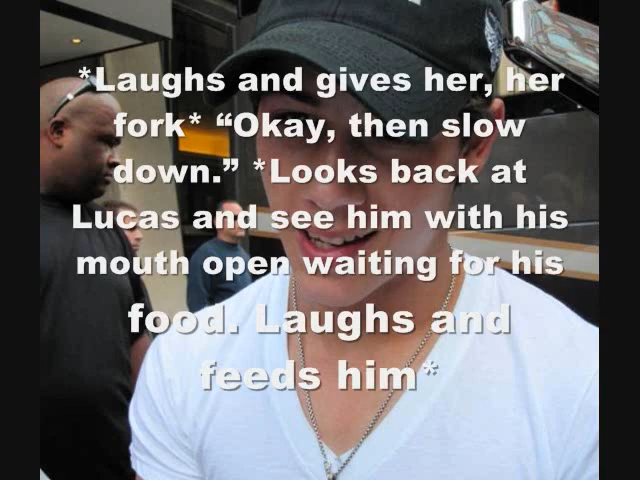 *Laughs and gives her, her
fork* “Okay, then slow
down.” *Looks back at
Lucas and see him with his
mouth open waiting for his
food. Laughs and
feeds him*